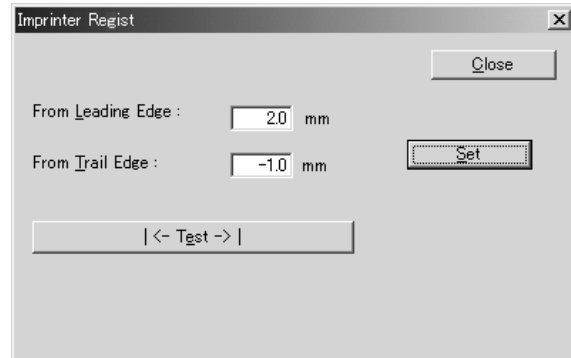 Imprinter Regist
Close
From Leading Edge : 2.0 mm
From Trail Edge : -1.0 mm
Set
|<- Test ->|